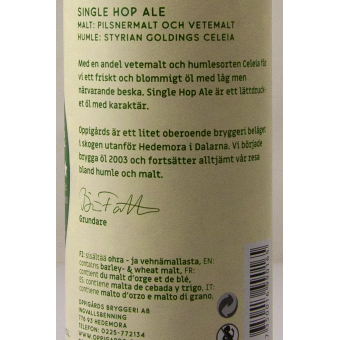 SINGLE HOP ALE
MALT: PILSNERMALT OCH VETEMALT
HUMLE: STYRIAN GOLDINGS CELEIA
Med en andel vetemalt och humlesorten Celeia får
vi ett friskt och blommigt öl med låg men
närvarande beska. Single Hop Ale är ett lättdruck-
et öl med karaktär.
Oppigårds är ett litet oberoende bryggeri beläget
i skogen utanför Hedemora i Dalarna. Vi började
brygga öl 2003 och fortsätter alltjämt vår resa
bland humle och malt.
Grundare
FI: sisältää ohra - ja vehnämallasta, EN:
contains barley- & wheat malt, FR:
contient du malt d'orge et de blé,
ES: contiene malta de cebada y trigo,
IT: contiene malto d'orzo e malto di grano,
OPPIGÅRDS BRYGGERI AB
INGVALLSBENNING
776 93 HEDEMORA
TELEFON: 0225-772134